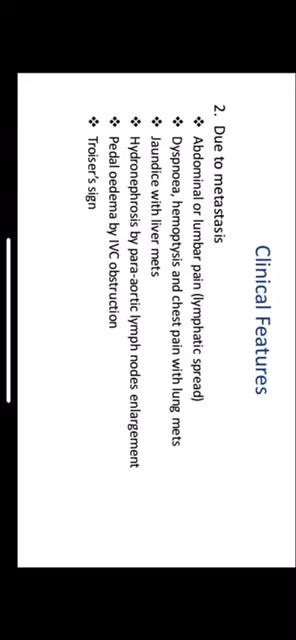 Clinical Features
2. Due to metastasis
❖ Abdominal or lumbar pain (lymphatic spread)
❖ Dyspnoea, hemoptysis and chest pain with lung mets
❖ Jaundice with liver mets
❖ Hydronephrosis by para-aortic lymph nodes enlargement
❖ Pedal oedema by IVC obstruction
❖ Troiser's sign